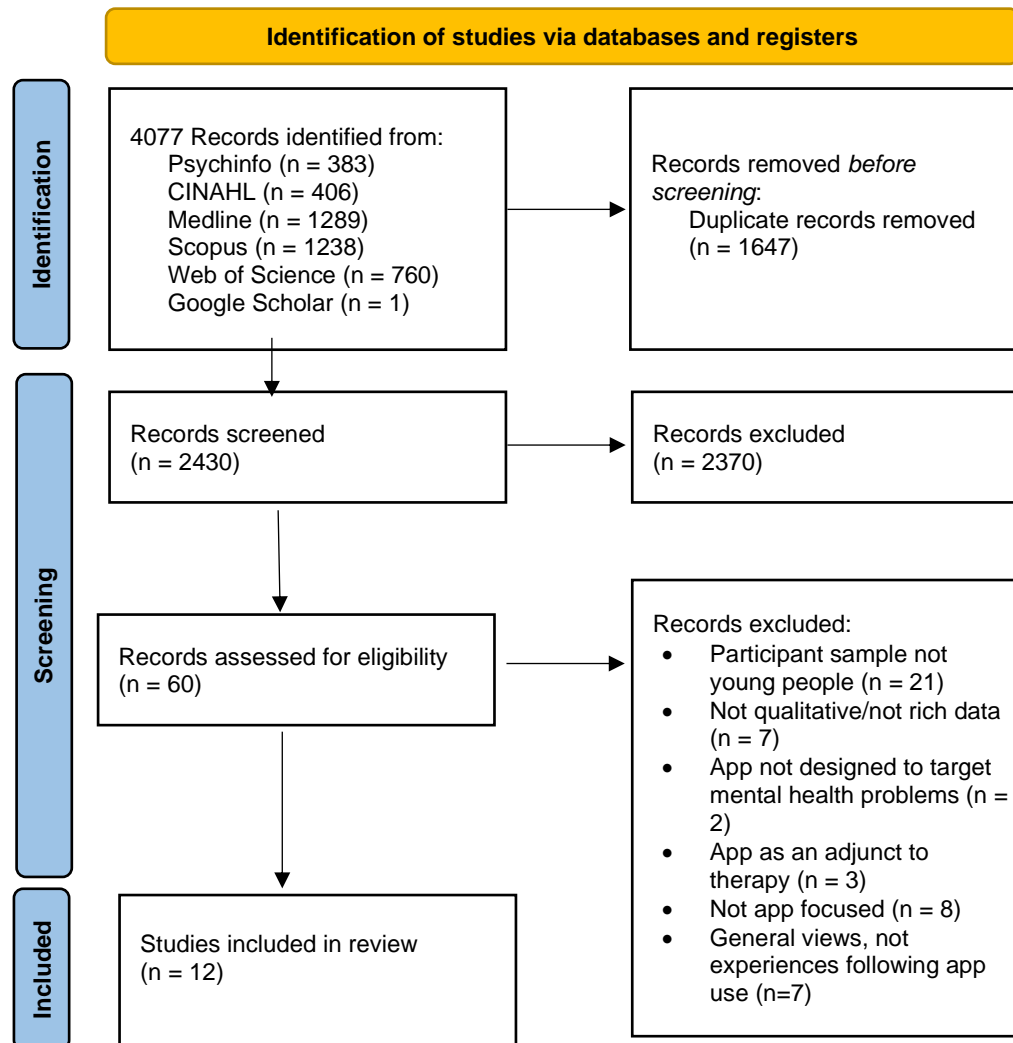 Identification of studies via databases and registers
Identification
4077 Records identified from:
Psychinfo (n = 383)
CINAHL (n = 406)
Medline (n = 1289)
Scopus (n = 1238)
Web of Science (n = 760)
Google Scholar (n = 1)
Records removed before
screening:
Duplicate records removed
(n = 1647)
Screening
Records screened
(n = 2430)
Records excluded
(n = 2370)
Records assessed for eligibility
(n = 60)
Records excluded:
• Participant sample not
young people (n = 21)
• Not qualitative/not rich data
(n = 7)
• App not designed to target
mental health problems (n =
2)
• App as an adjunct to
therapy (n = 3)
• Not app focused (n = 8)
• General views, not
experiences following app
use (n=7)
Included
Studies included in review
(n = 12)